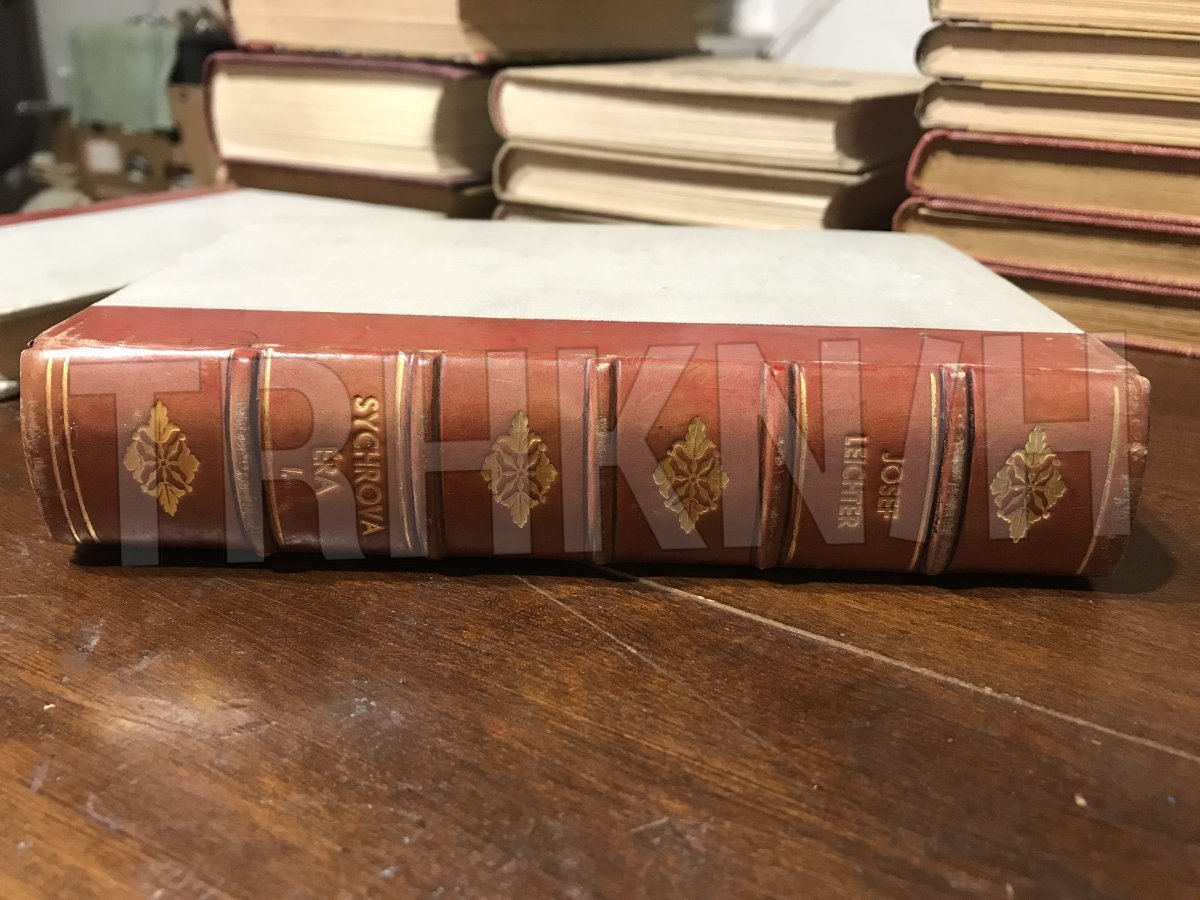 JOSEF
LEICHTER
SYCHROVA
ÉRA
I.
TRHKNIH